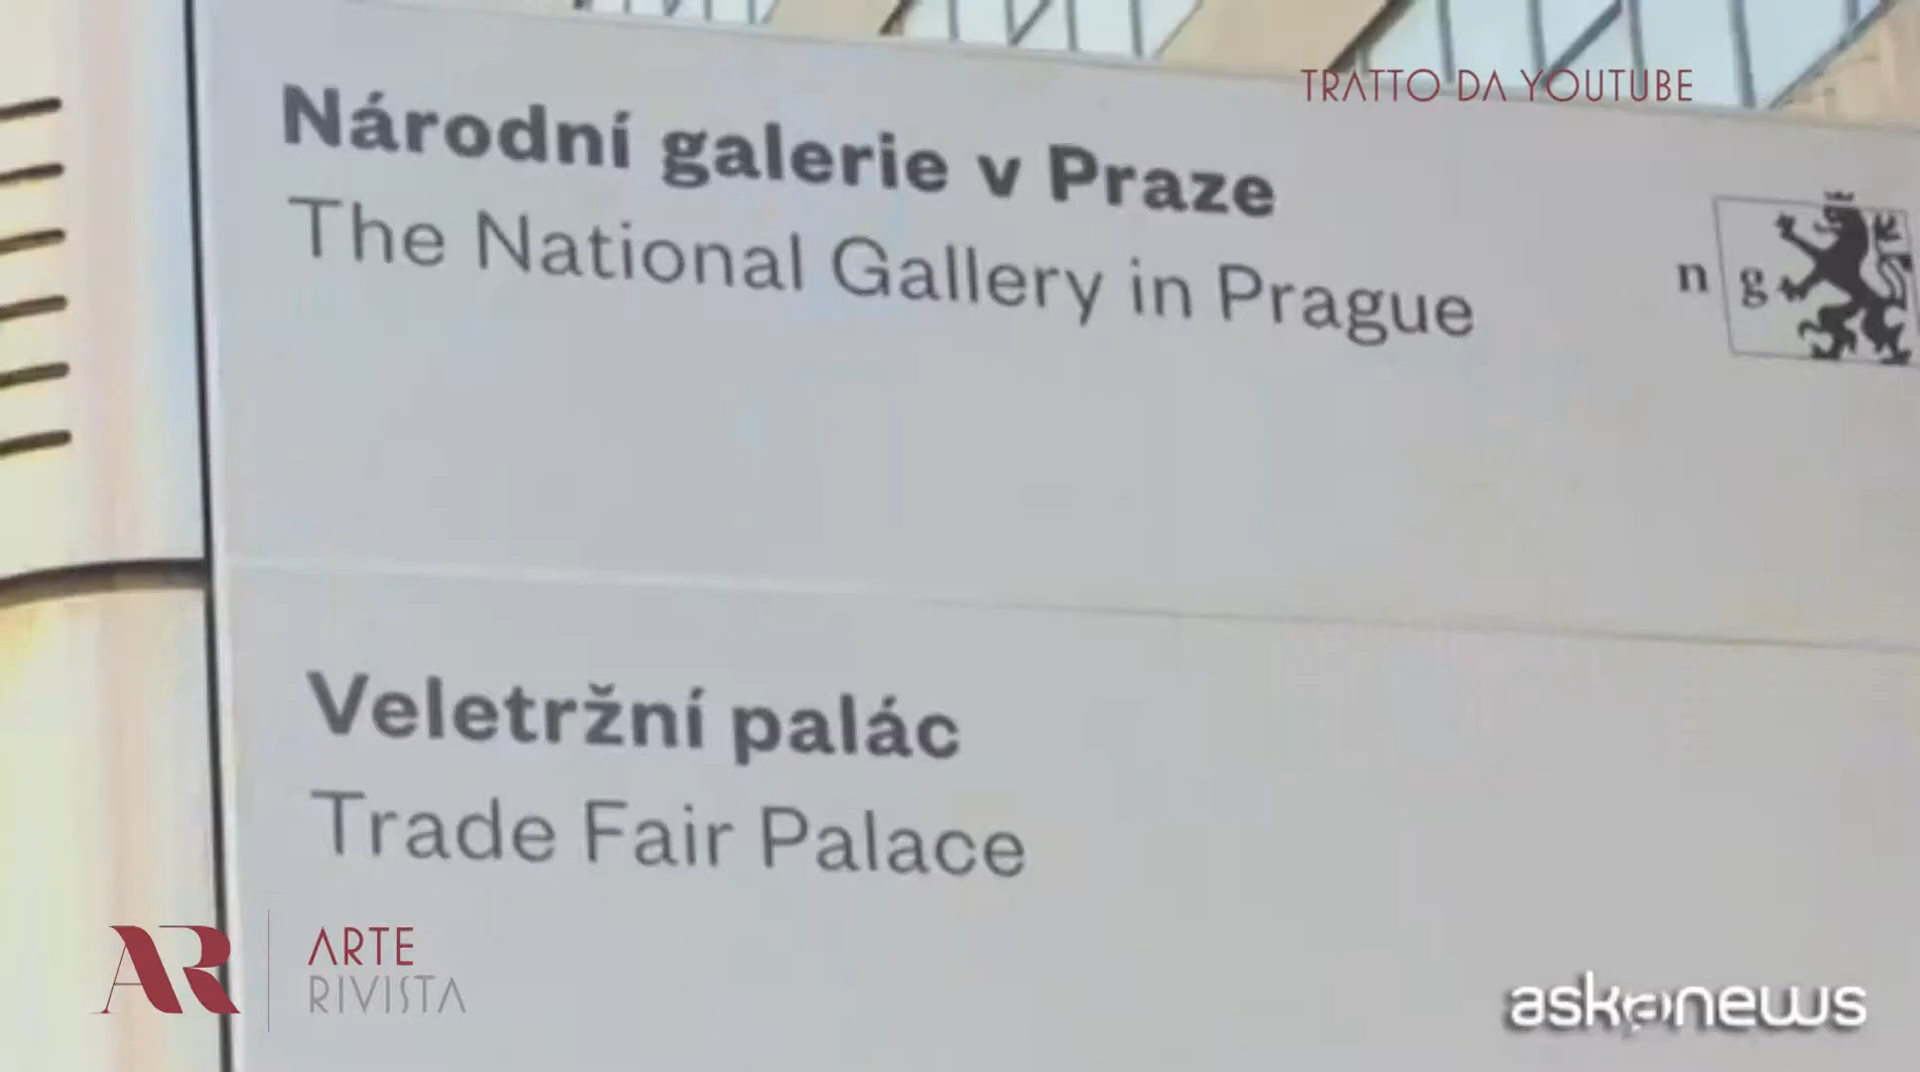 TRATTO DA YOUTUBE
Národní galerie v Praze
The National Gallery in Prague
n g
Veletržní palác
Trade Fair Palace
AR
ARTE
RIVISTA
askanews